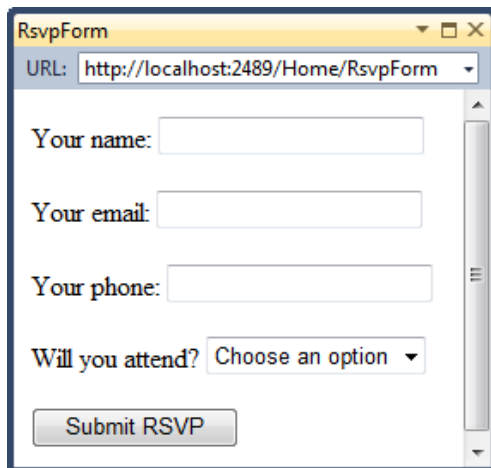 RsvpForm
URL: http://localhost:2489/Home/RsvpForm
Your name:
Your email:
Your phone:
Will you attend? Choose an option
Submit RSVP